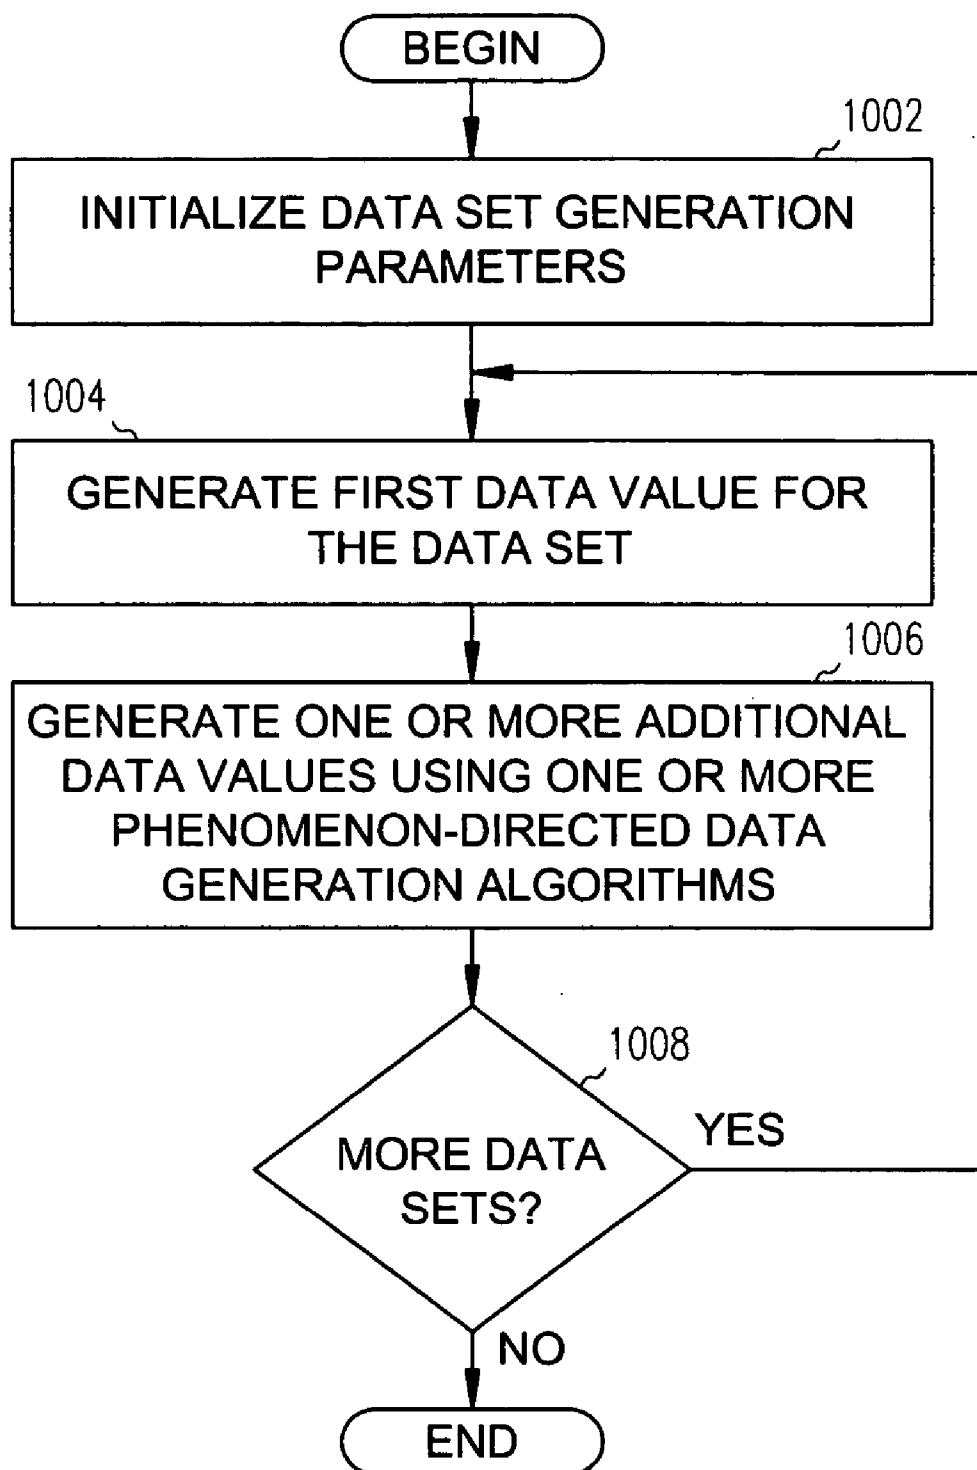 BEGIN
1002
INITIALIZE DATA SET GENERATION
PARAMETERS
1004
GENERATE FIRST DATA VALUE FOR
THE DATA SET
1006
GENERATE ONE OR MORE ADDITIONAL
DATA VALUES USING ONE OR MORE
PHENOMENON-DIRECTED DATA
GENERATION ALGORITHMS
1008
MORE DATA
SETS?
YES
NO
END